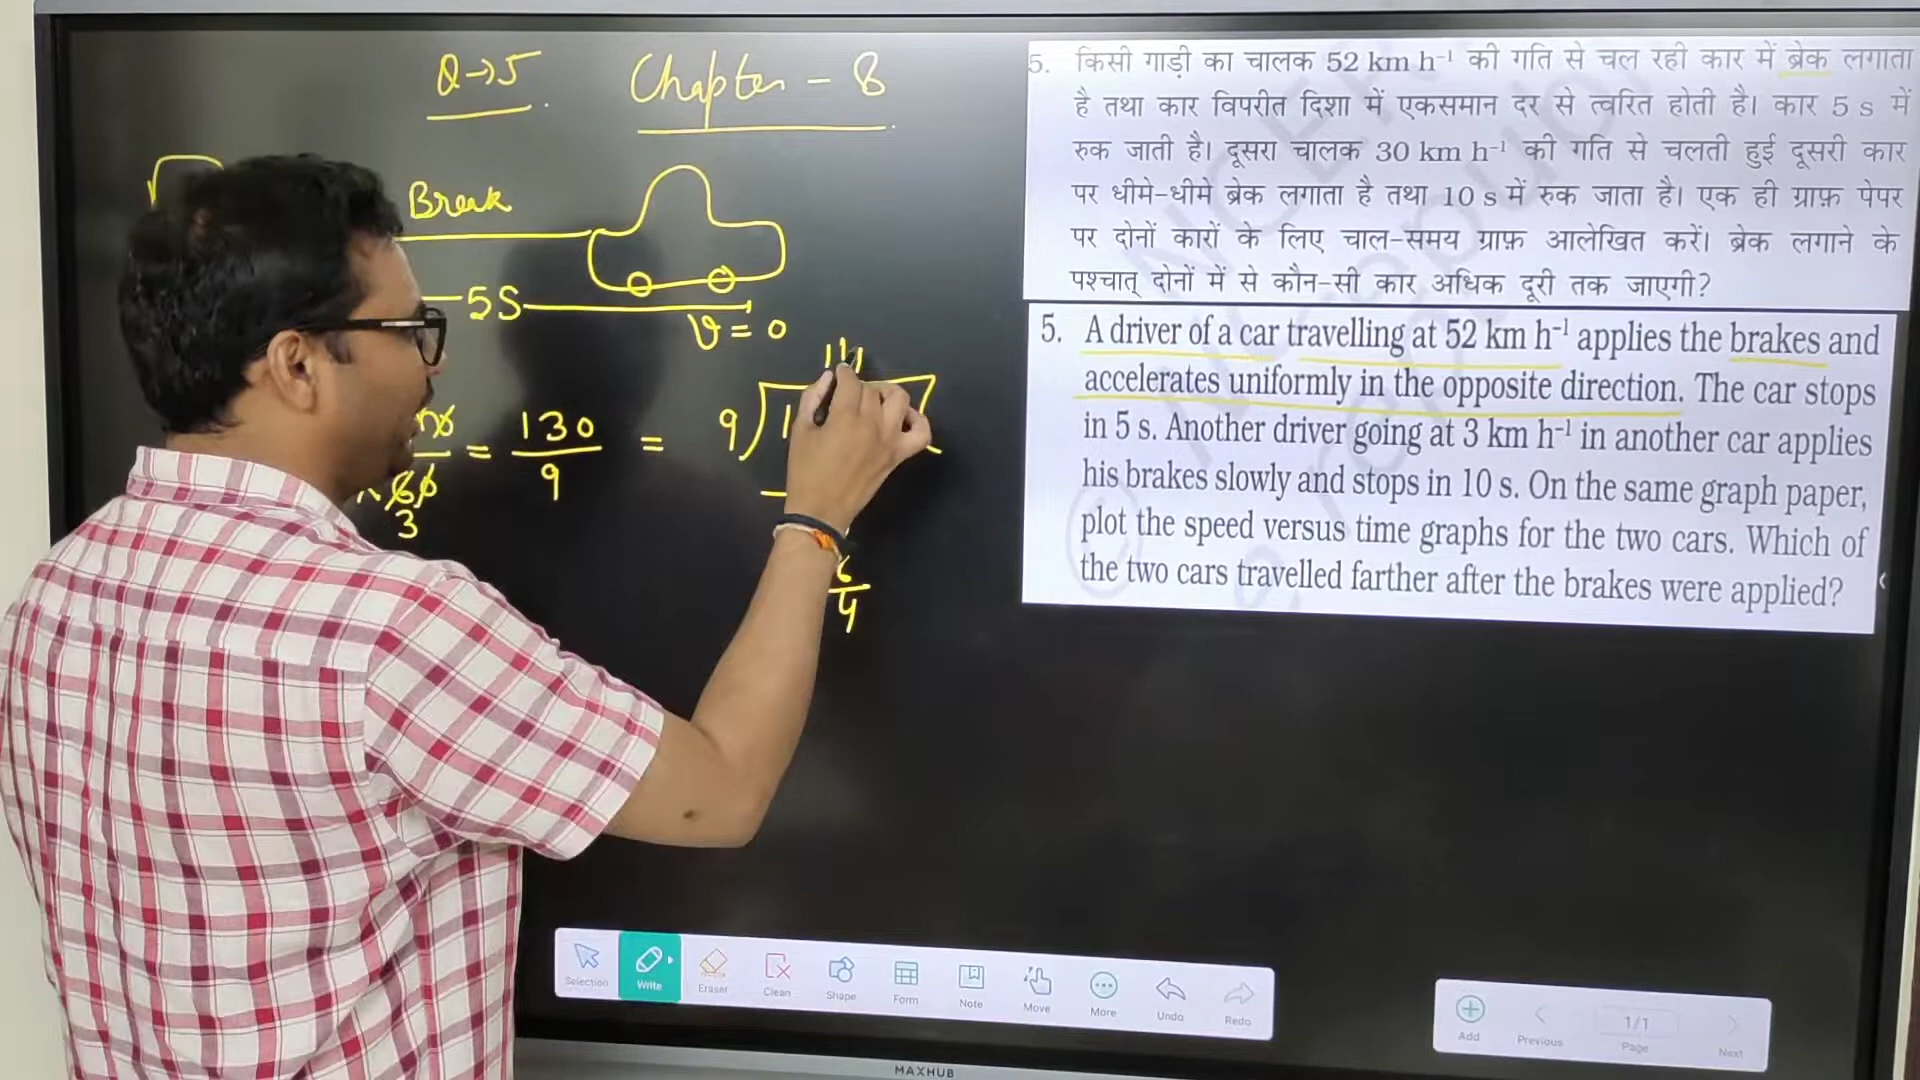 Q→5 Chapter – 8
Break
5S
v = 0
= 130/9 = 9
3
4
5. किसी गाड़ी का चालक 52 km h⁻¹ की गति से चल रही कार में ब्रेक लगाता
है तथा कार विपरीत दिशा में एकसमान दर से त्वरित होती है। कार 5 s में
रुक जाती है। दूसरा चालक 30 km h⁻¹ की गति से चलती हुई दूसरी कार
पर धीमे-धीमे ब्रेक लगाता है तथा 10 s में रुक जाता है। एक ही ग्राफ़ पेपर
पर दोनों कारों के लिए चाल-समय ग्राफ़ आलेखित करें। ब्रेक लगाने के
पश्चात् दोनों में से कौन-सी कार अधिक दूरी तक जाएगी?
5. A driver of a car travelling at 52 km h⁻¹ applies the brakes and
accelerates uniformly in the opposite direction. The car stops
in 5 s. Another driver going at 3 km h⁻¹ in another car applies
his brakes slowly and stops in 10 s. On the same graph paper,
plot the speed versus time graphs for the two cars. Which of
the two cars travelled farther after the brakes were applied?
Selection Write Eraser Clean Shape Form Note Move More Undo Redo
Add Previous 1/1 Page Next
MAXHUB